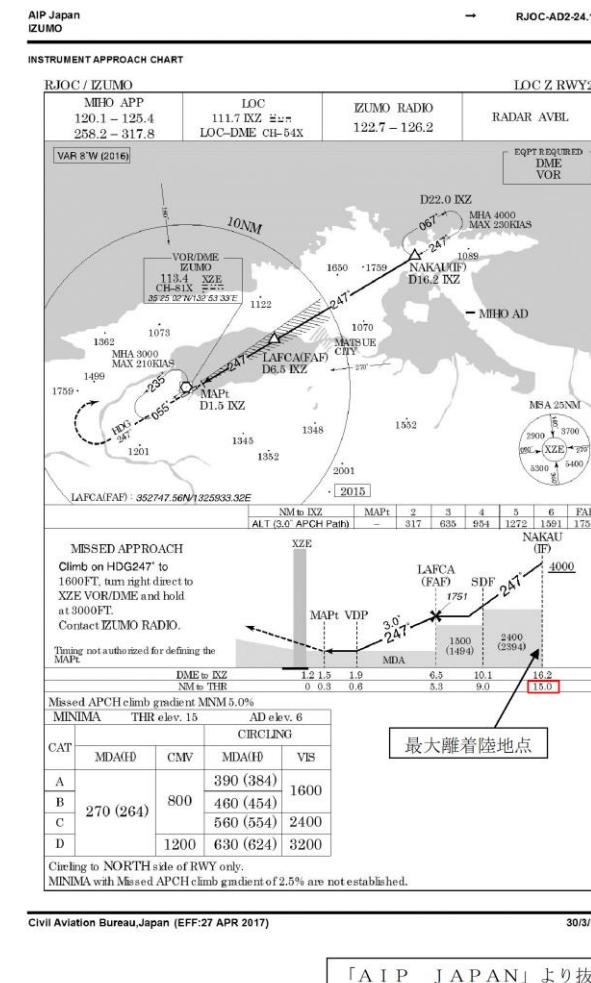 AIP Japan
IZUMO
→ RJOC-AD2-24.
INSTRUMENT APPROACH CHART
RJOC / IZUMO
LOC Z RWY2
MIHO APP
120.1 – 125.4
258.2 – 317.8
LOC
111.7 IXZ
LOC–DME CH–54X
IZUMO RADIO
122.7 – 126.2
RADAR AVBL
VAR 8°W (2016)
EQPT REQUIRED
DME
VOR
D22.0 IXZ
MHA 4000
MAX 230KIAS
067°
247°
10NM
VOR/DME
IZUMO
113.4 XZE
CH–81X
35 25 02"N/132 53 33"E
1650
1759
NAKAU(IF)
D16.2 IXZ
1089
1122
247°
MIHO AD
1362
1073
1070
MATSUE
CITY
LAFCA(FAF)
D6.5 IXZ
MHA 3000
MAX 210KIAS
1499
1759
235°
247°
270°
MAPt
D1.5 IXZ
055°
HDG
247°
1201
1345
1352
1348
1552
2001
2015
MSA 25NM
2900
3700
XZE
5300
5400
LAFCA(FAF) : 352747.56N/1325933.32E
NM to IXZ MAPt 2 3 4 5 6 FAF
ALT (3.0° APCH Path) – 317 635 954 1272 1591 175
MISSED APPROACH
Climb on HDG247° to
1600FT, turn right direct to
XZE VOR/DME and hold
at 3000FT.
Contact IZUMO RADIO.
Timing not authorized for defining the
MAPt.
XZE
NAKAU
(IF)
4000
LAFCA
(FAF)
SDF
247°
1751
MAPt VDP
3.0°
247°
1500
(1494)
2400
(2394)
MDA
DME to IXZ 1.2 1.5 1.9 6.5 10.1 16.2
NM to THR 0 0.3 0.6 5.3 9.0 15.0
Missed APCH climb gradient MNM 5.0%
MINIMA THR elev. 15 AD elev. 6
CAT
CIRCLING
MDA(H) CMV MDA(H) VIS
A 270 (264) 800 390 (384) 1600
B 460 (454)
C 560 (554) 2400
D 1200 630 (624) 3200
最大離着陸地点
Circling to NORTH side of RWY only.
MINIMA with Missed APCH climb gradient of 2.5% are not established.
Civil Aviation Bureau,Japan (EFF:27 APR 2017)
30/3/
「ＡＩＰ ＪＡＰＡＮ」より抜